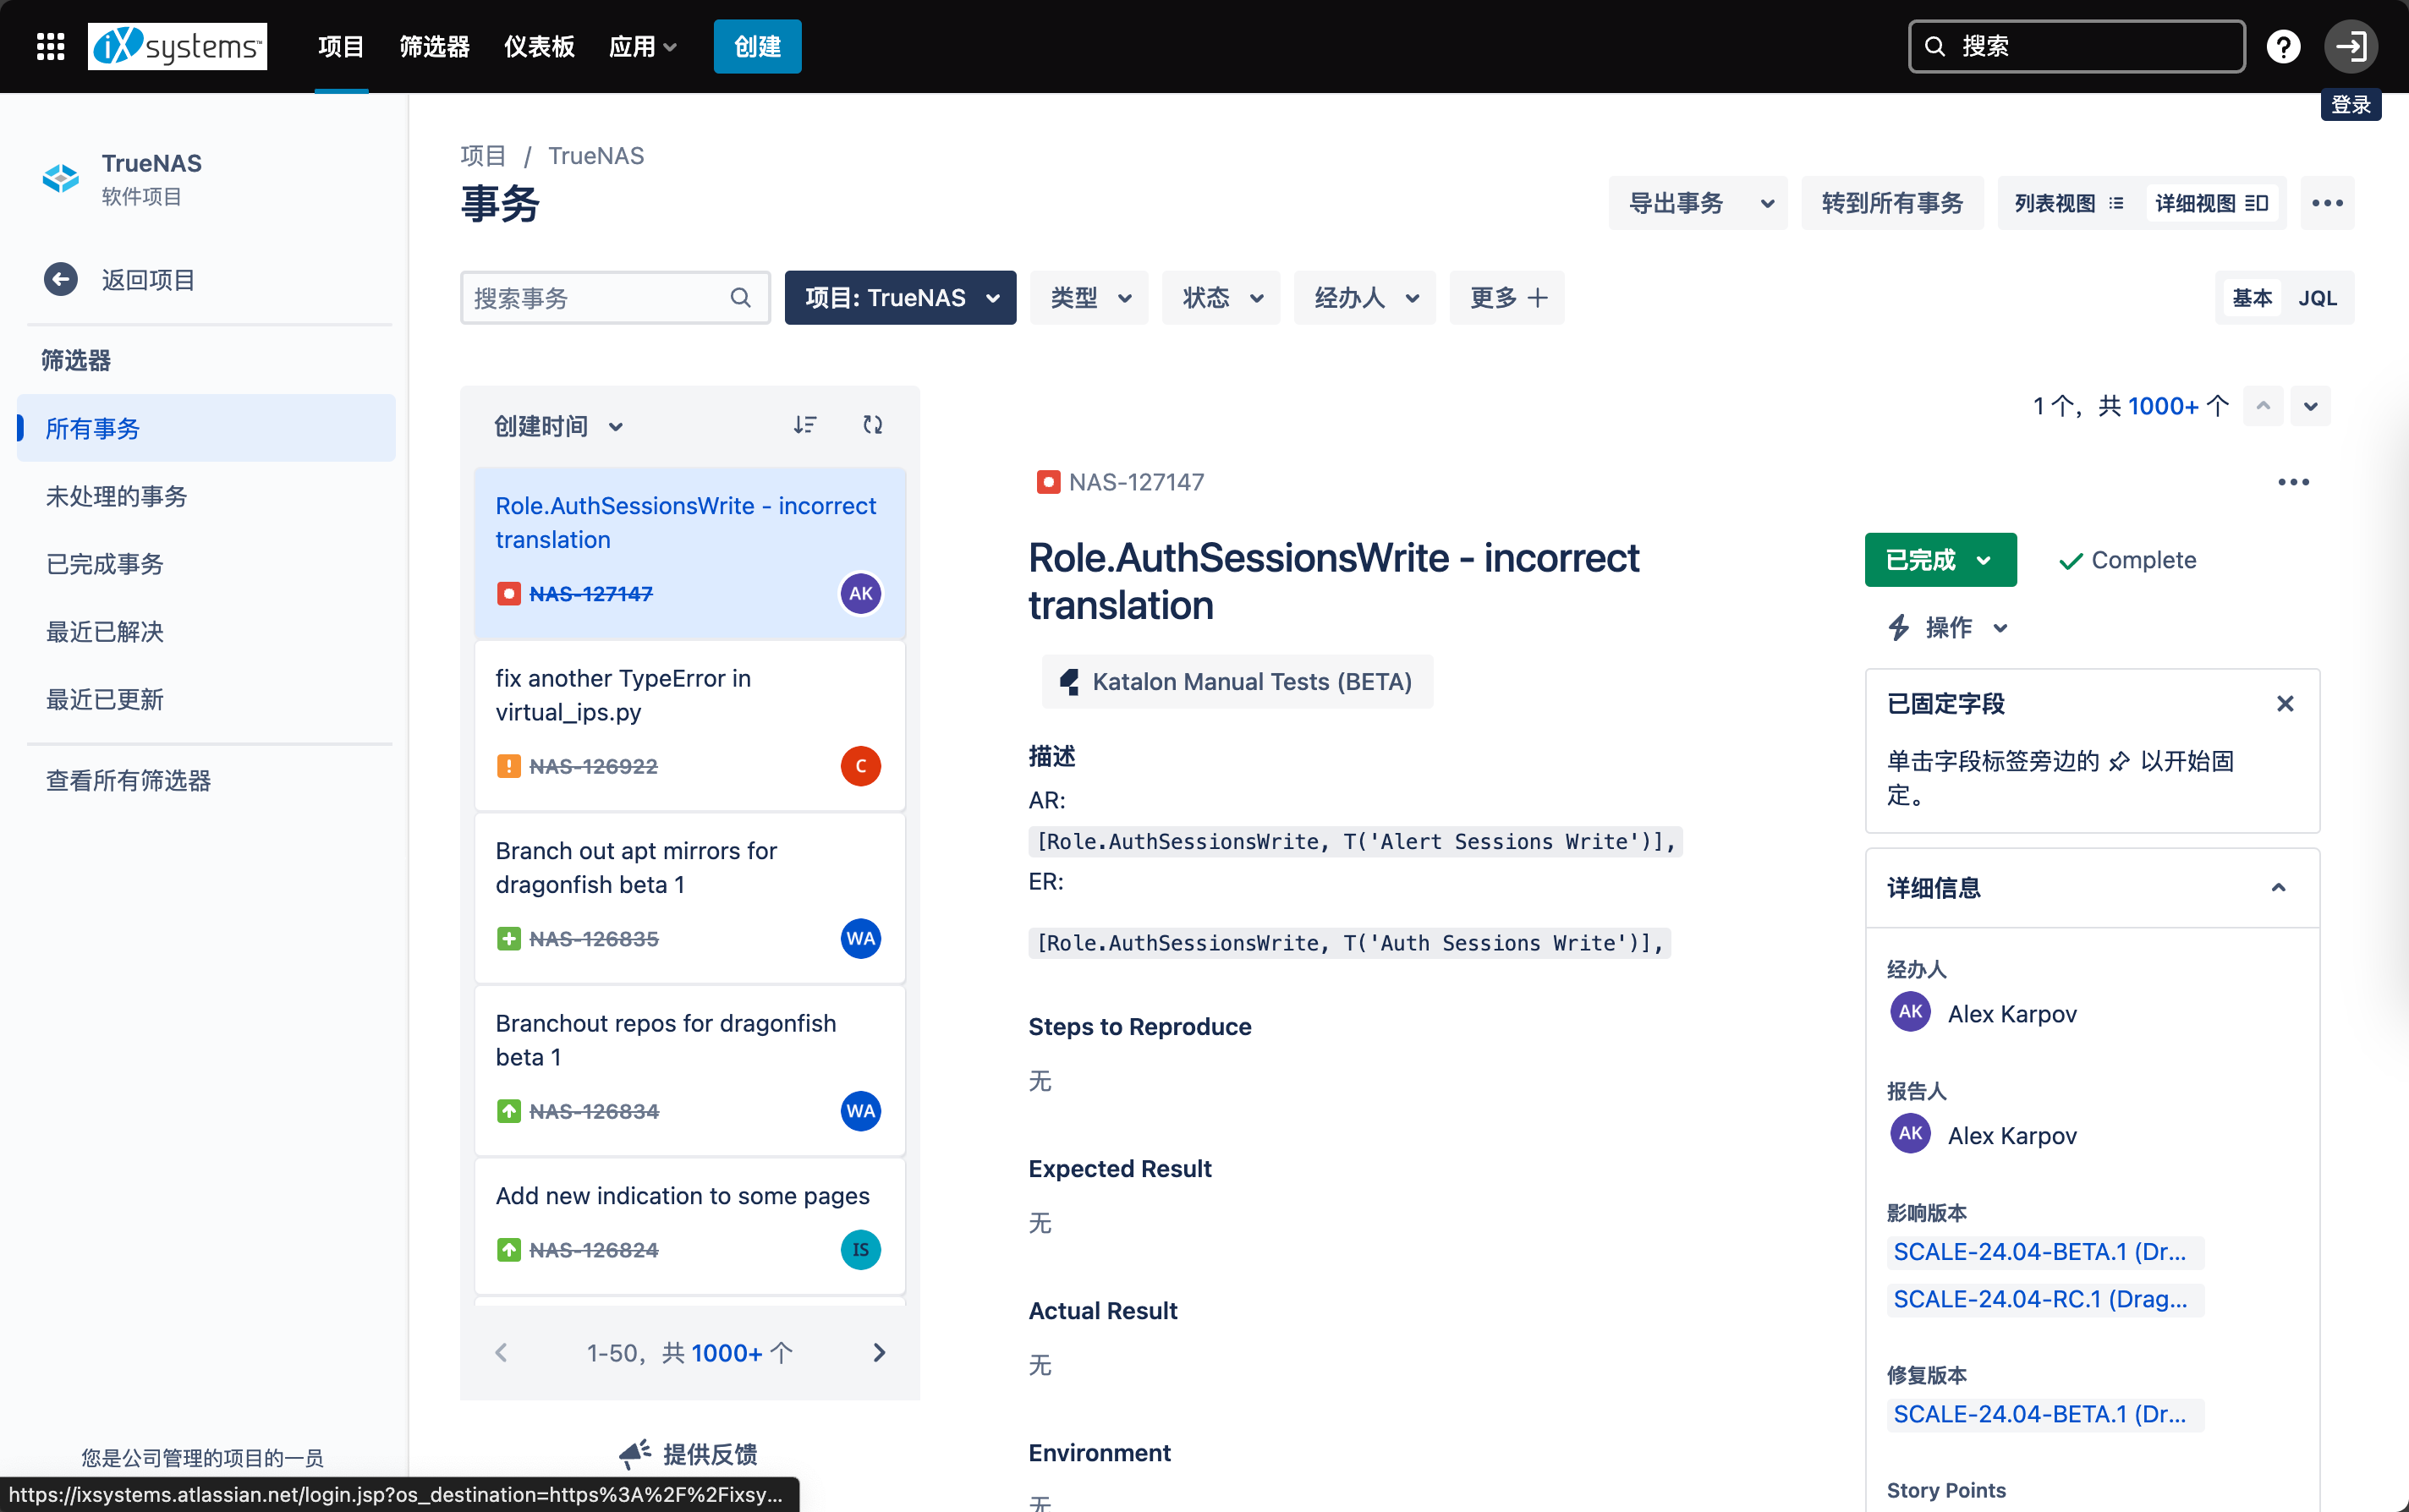 iXsystems™
项目
筛选器
仪表板
应用
创建
搜索
登录
TrueNAS
软件项目
返回项目
筛选器
所有事务
未处理的事务
已完成事务
最近已解决
最近已更新
查看所有筛选器
您是公司管理的项目的一员
https://ixsystems.atlassian.net/login.jsp?os_destination=https%3A%2F%2Fixsy...
项目 / TrueNAS
事务
导出事务
转到所有事务
列表视图
详细视图
搜索事务
项目: TrueNAS
类型
状态
经办人
更多
基本
JQL
创建时间
Role.AuthSessionsWrite - incorrect
translation
NAS-127147
AK
fix another TypeError in
virtual_ips.py
NAS-126922
C
Branch out apt mirrors for
dragonfish beta 1
NAS-126835
WA
Branchout repos for dragonfish
beta 1
NAS-126834
WA
Add new indication to some pages
NAS-126824
IS
1-50，共 1000+ 个
提供反馈
1 个，共 1000+ 个
NAS-127147
Role.AuthSessionsWrite - incorrect
translation
Katalon Manual Tests (BETA)
描述
AR:
[Role.AuthSessionsWrite, T('Alert Sessions Write')],
ER:
[Role.AuthSessionsWrite, T('Auth Sessions Write')],
Steps to Reproduce
无
Expected Result
无
Actual Result
无
Environment
无
已完成
Complete
操作
已固定字段
单击字段标签旁边的 以开始固
定。
详细信息
经办人
AK
Alex Karpov
报告人
AK
Alex Karpov
影响版本
SCALE-24.04-BETA.1 (Dr...
SCALE-24.04-RC.1 (Drag...
修复版本
SCALE-24.04-BETA.1 (Dr...
Story Points